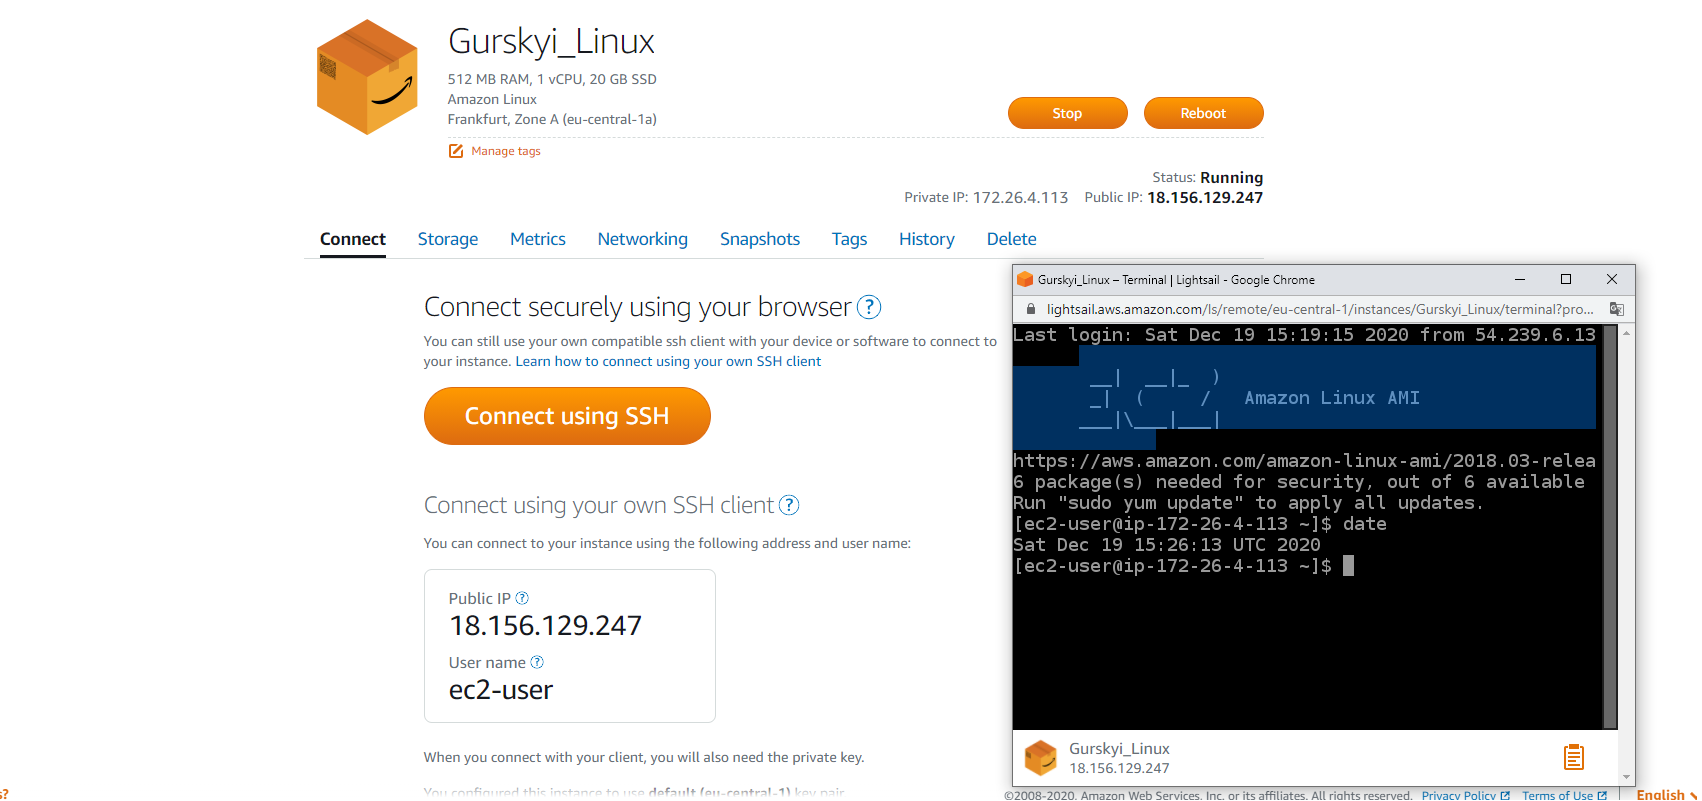 Gurskyi_Linux
512 MB RAM, 1 vCPU, 20 GB SSD
Amazon Linux
Frankfurt, Zone A (eu-central-1a)
Stop
Reboot
Manage tags
Status: Running
Private IP: 172.26.4.113 Public IP: 18.156.129.247
Connect Storage Metrics Networking Snapshots Tags History Delete
Connect securely using your browser ?
You can still use your own compatible ssh client with your device or software to connect to
your instance. Learn how to connect using your own SSH client
Connect using SSH
Connect using your own SSH client ?
You can connect to your instance using the following address and user name:
Public IP ?
18.156.129.247
User name ?
ec2-user
When you connect with your client, you will also need the private key.
You configured this instance to use default (eu-central-1) key pair
Gurskyi_Linux – Terminal | Lightsail - Google Chrome
lightsail.aws.amazon.com/ls/remote/eu-central-1/instances/Gurskyi_Linux/terminal?pro...
Last login: Sat Dec 19 15:19:15 2020 from 54.239.6.13
__|  __|_  )
_|  (     /   Amazon Linux AMI
___|\___|___|
https://aws.amazon.com/amazon-linux-ami/2018.03-relea
6 package(s) needed for security, out of 6 available
Run "sudo yum update" to apply all updates.
[ec2-user@ip-172-26-4-113 ~]$ date
Sat Dec 19 15:26:13 UTC 2020
[ec2-user@ip-172-26-4-113 ~]$
Gurskyi_Linux
18.156.129.247
s?
©2008-2020, Amazon Web Services, Inc. or its affiliates. All rights reserved. Privacy Policy Terms of Use English